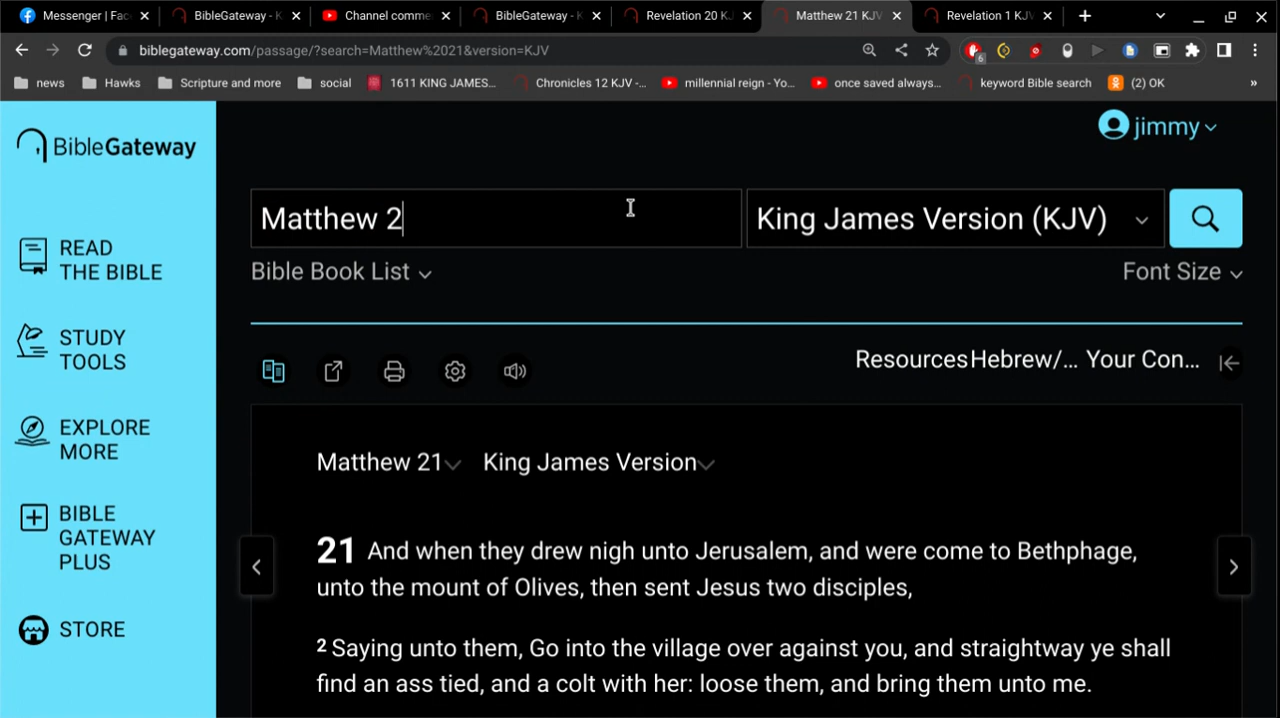 Messenger | Fac
BibleGateway - K
Channel comme
BibleGateway - K
Revelation 20 KJ
Matthew 21 KJV
Revelation 1 KJV
biblegateway.com/passage/?search=Matthew%2021&version=KJV
6
news
Hawks
Scripture and more
social
1611 KING JAMES...
Chronicles 12 KJV -...
millennial reign - Yo...
once saved always...
keyword Bible search
(2) OK
»
BibleGateway
jimmy
Matthew 2
King James Version (KJV)
Bible Book List
Font Size
READ
THE BIBLE
STUDY
TOOLS
EXPLORE
MORE
BIBLE
GATEWAY
PLUS
STORE
Resources
Hebrew/...
Your Con...
Matthew 21
King James Version
21 And when they drew nigh unto Jerusalem, and were come to Bethphage,
unto the mount of Olives, then sent Jesus two disciples,
2 Saying unto them, Go into the village over against you, and straightway ye shall
find an ass tied, and a colt with her: loose them, and bring them unto me.